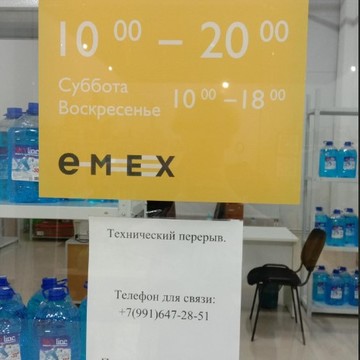 10 00 – 20 00
Суббота
Воскресенье 10 00 – 18 00
emex
Технический перерыв.
Телефон для связи:
+7(991)647-28-51